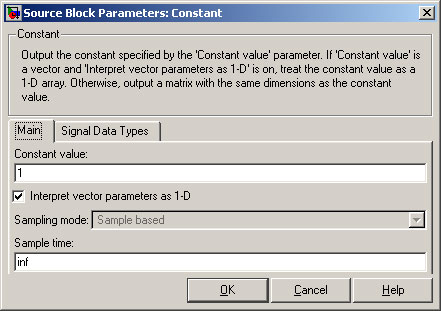 Source Block Parameters: Constant
Constant
Output the constant specified by the 'Constant value' parameter. If 'Constant value' is
a vector and 'Interpret vector parameters as 1-D' is on, treat the constant value as a
1-D array. Otherwise, output a matrix with the same dimensions as the constant
value.
Main Signal Data Types
Constant value:
1
Interpret vector parameters as 1-D
Sampling mode: Sample based
Sample time:
inf
OK Cancel Help